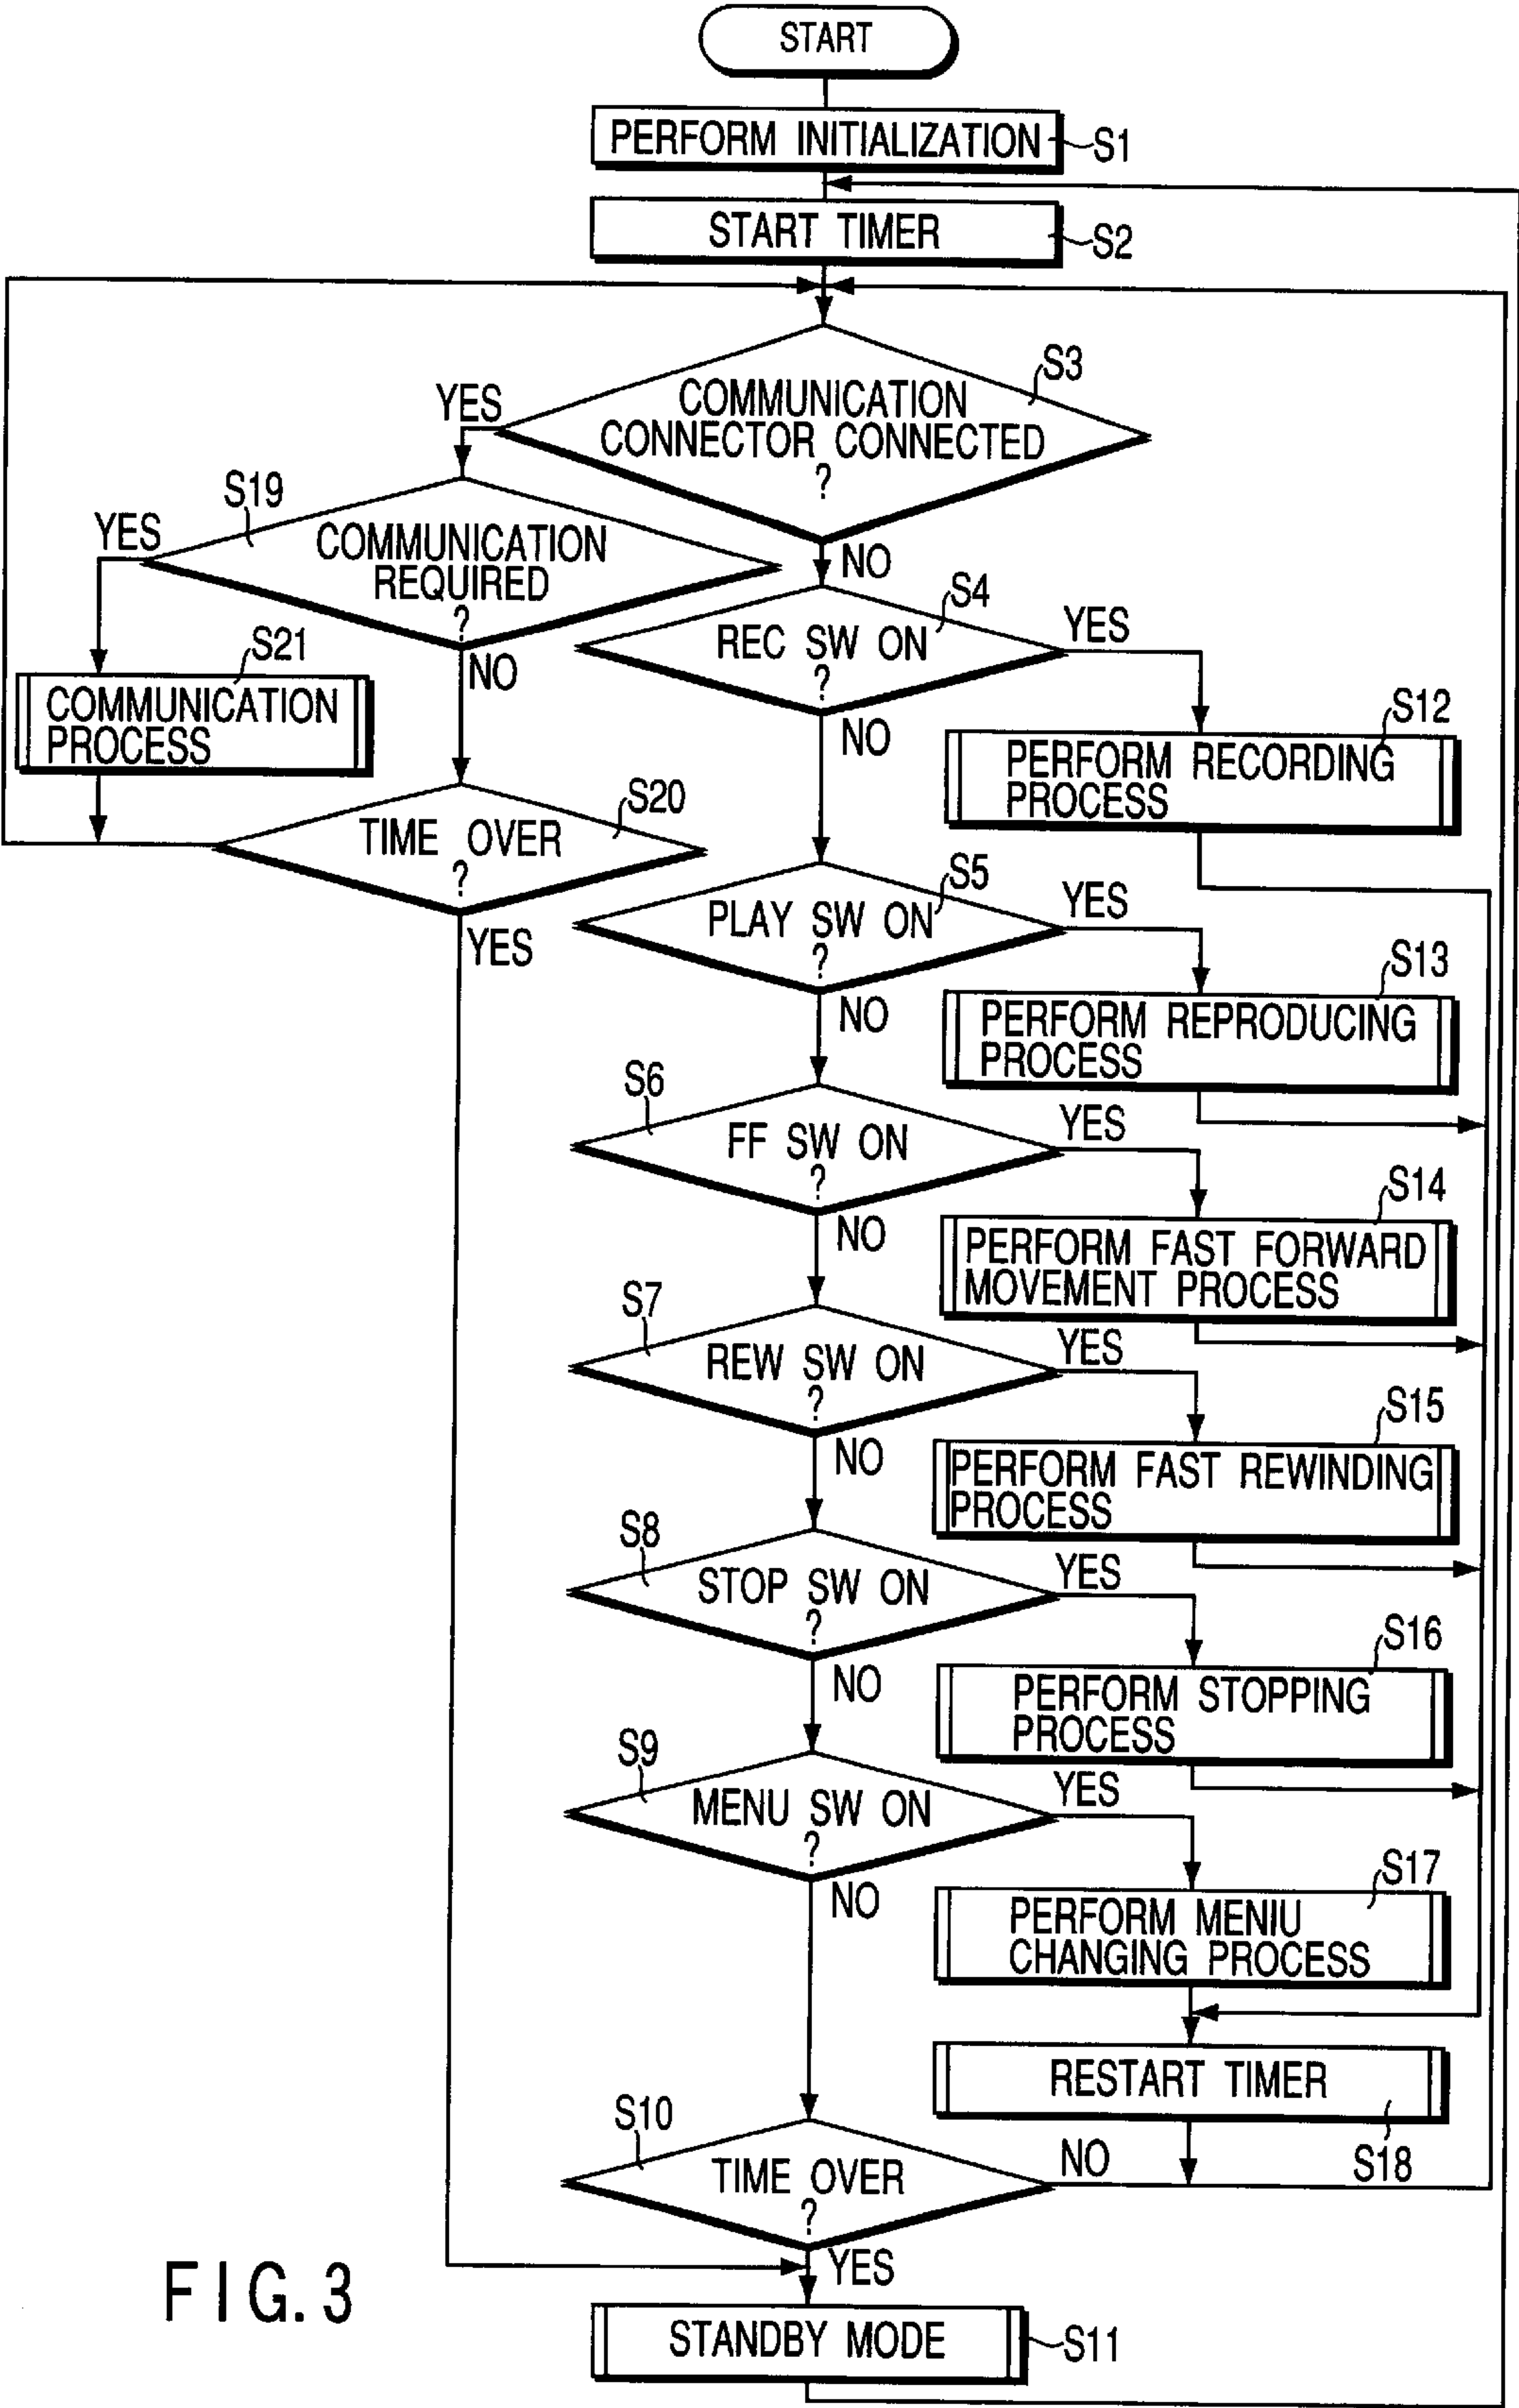 START
PERFORM INITIALIZATION
S1
START TIMER
S2
S3
COMMUNICATION
CONNECTOR CONNECTED
?
YES
NO
S19
COMMUNICATION
REQUIRED
?
YES
NO
S21
COMMUNICATION
PROCESS
S20
TIME OVER
?
YES
S4
REC SW ON
?
YES
NO
S12
PERFORM RECORDING
PROCESS
S5
PLAY SW ON
?
YES
NO
S13
PERFORM REPRODUCING
PROCESS
S6
FF SW ON
?
YES
NO
S14
PERFORM FAST FORWARD
MOVEMENT PROCESS
S7
REW SW ON
?
YES
NO
S15
PERFORM FAST REWINDING
PROCESS
S8
STOP SW ON
?
YES
NO
S16
PERFORM STOPPING
PROCESS
S9
MENU SW ON
?
YES
NO
S17
PERFORM MENIU
CHANGING PROCESS
RESTART TIMER
S18
S10
TIME OVER
?
NO
YES
STANDBY MODE
S11
FIG. 3